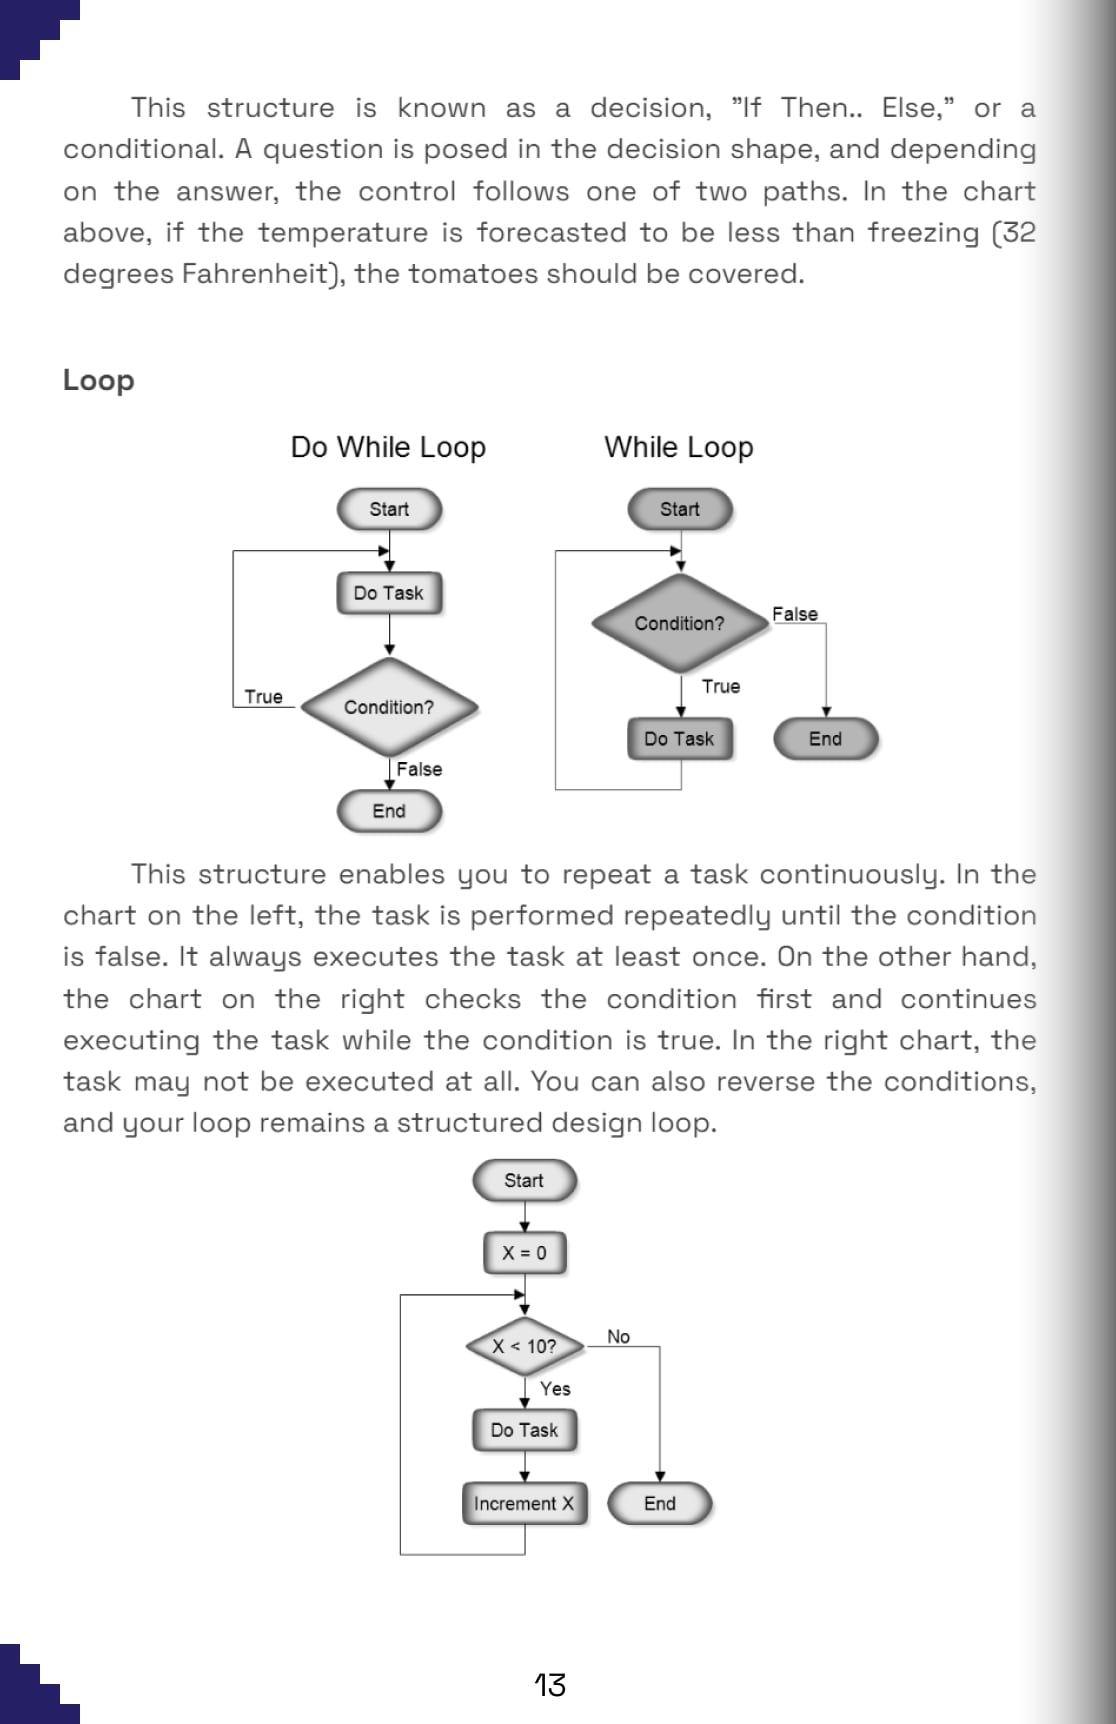 This structure is known as a decision, ”If Then.. Else,” or a
conditional. A question is posed in the decision shape, and depending
on the answer, the control follows one of two paths. In the chart
above, if the temperature is forecasted to be less than freezing (32
degrees Fahrenheit), the tomatoes should be covered.
Loop
Do While Loop
Start
Do Task
Condition?
True
False
End
While Loop
Start
Condition?
False
True
Do Task
End
This structure enables you to repeat a task continuously. In the
chart on the left, the task is performed repeatedly until the condition
is false. It always executes the task at least once. On the other hand,
the chart on the right checks the condition first and continues
executing the task while the condition is true. In the right chart, the
task may not be executed at all. You can also reverse the conditions,
and your loop remains a structured design loop.
Start
X = 0
X < 10?
No
Yes
Do Task
Increment X
End
13